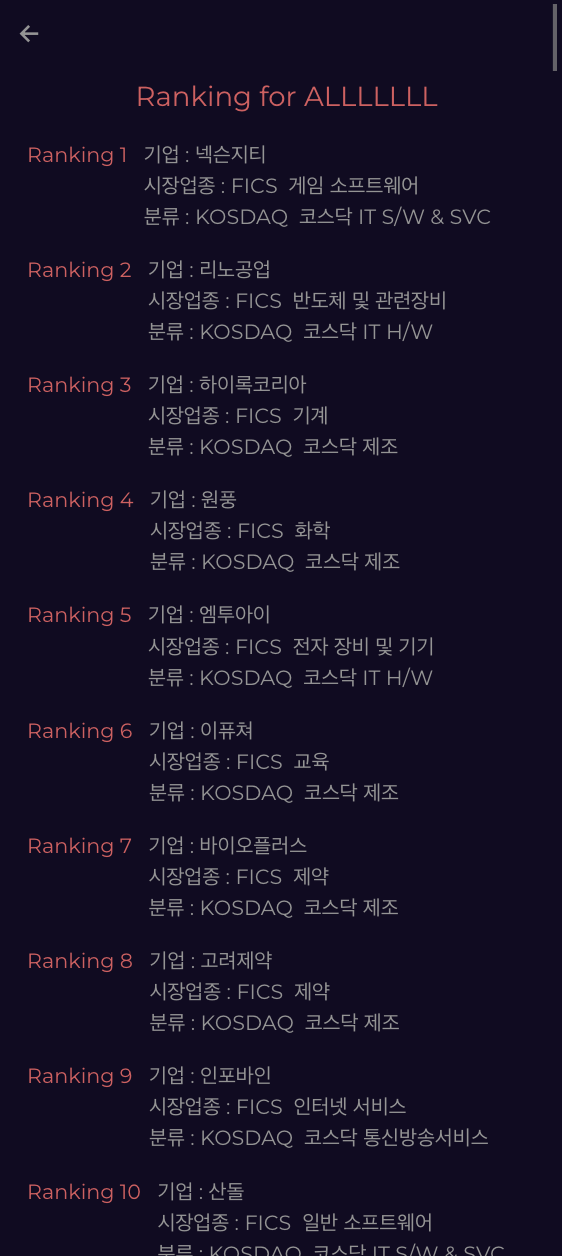 Ranking for ALLLLLLL
Ranking 1 기업 : 넥슨지티
시장업종 : FICS 게임 소프트웨어
분류 : KOSDAQ 코스닥 IT S/W & SVC
Ranking 2 기업 : 리노공업
시장업종 : FICS 반도체 및 관련장비
분류 : KOSDAQ 코스닥 IT H/W
Ranking 3 기업 : 하이록코리아
시장업종 : FICS 기계
분류 : KOSDAQ 코스닥 제조
Ranking 4 기업 : 원풍
시장업종 : FICS 화학
분류 : KOSDAQ 코스닥 제조
Ranking 5 기업 : 엠투아이
시장업종 : FICS 전자 장비 및 기기
분류 : KOSDAQ 코스닥 IT H/W
Ranking 6 기업 : 이퓨쳐
시장업종 : FICS 교육
분류 : KOSDAQ 코스닥 제조
Ranking 7 기업 : 바이오플러스
시장업종 : FICS 제약
분류 : KOSDAQ 코스닥 제조
Ranking 8 기업 : 고려제약
시장업종 : FICS 제약
분류 : KOSDAQ 코스닥 제조
Ranking 9 기업 : 인포바인
시장업종 : FICS 인터넷 서비스
분류 : KOSDAQ 코스닥 통신방송서비스
Ranking 10 기업 : 산돌
시장업종 : FICS 일반 소프트웨어
분류 : KOSDAQ 코스닥 IT S/W & SVC